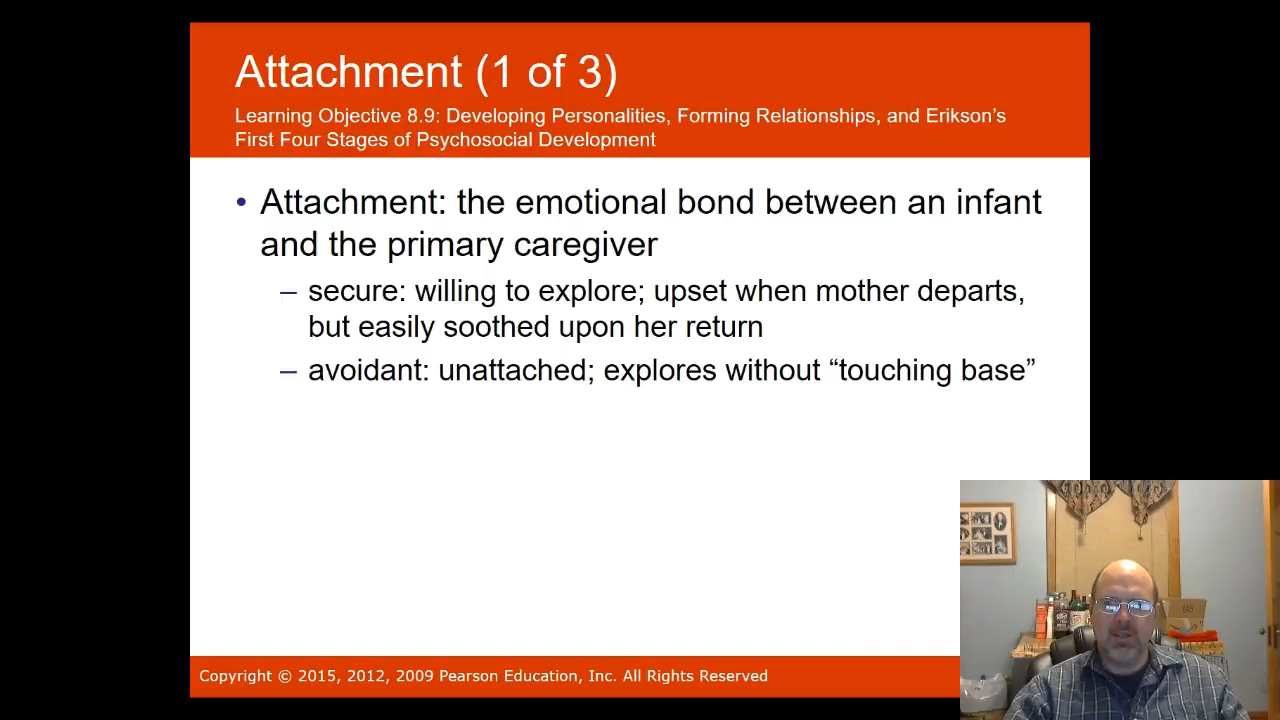 Attachment (1 of 3)
Learning Objective 8.9: Developing Personalities, Forming Relationships, and Erikson's
First Four Stages of Psychosocial Development
• Attachment: the emotional bond between an infant
and the primary caregiver
– secure: willing to explore; upset when mother departs,
but easily soothed upon her return
– avoidant: unattached; explores without “touching base”
Copyright © 2015, 2012, 2009 Pearson Education, Inc. All Rights Reserved